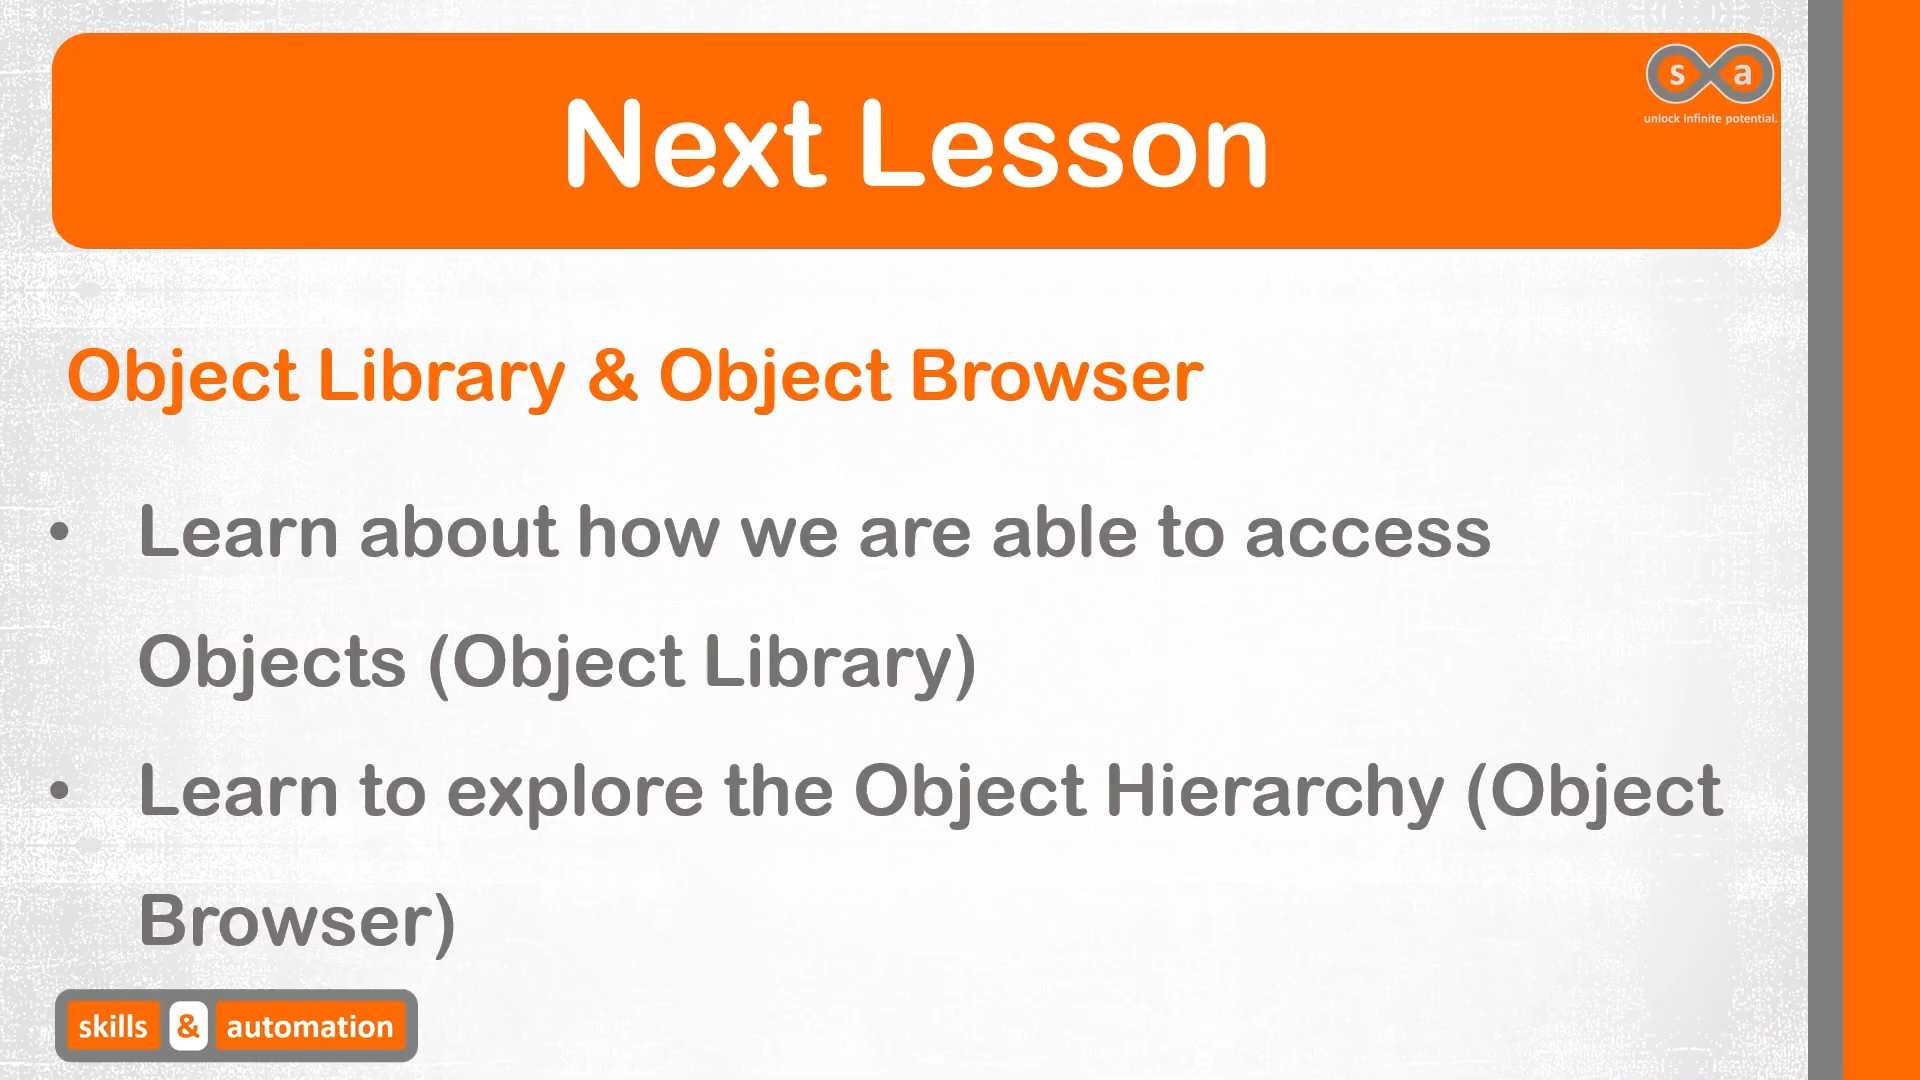 Next Lesson
s a
unlock infinite potential.
Object Library & Object Browser
• Learn about how we are able to access
Objects (Object Library)
• Learn to explore the Object Hierarchy (Object
Browser)
skills & automation